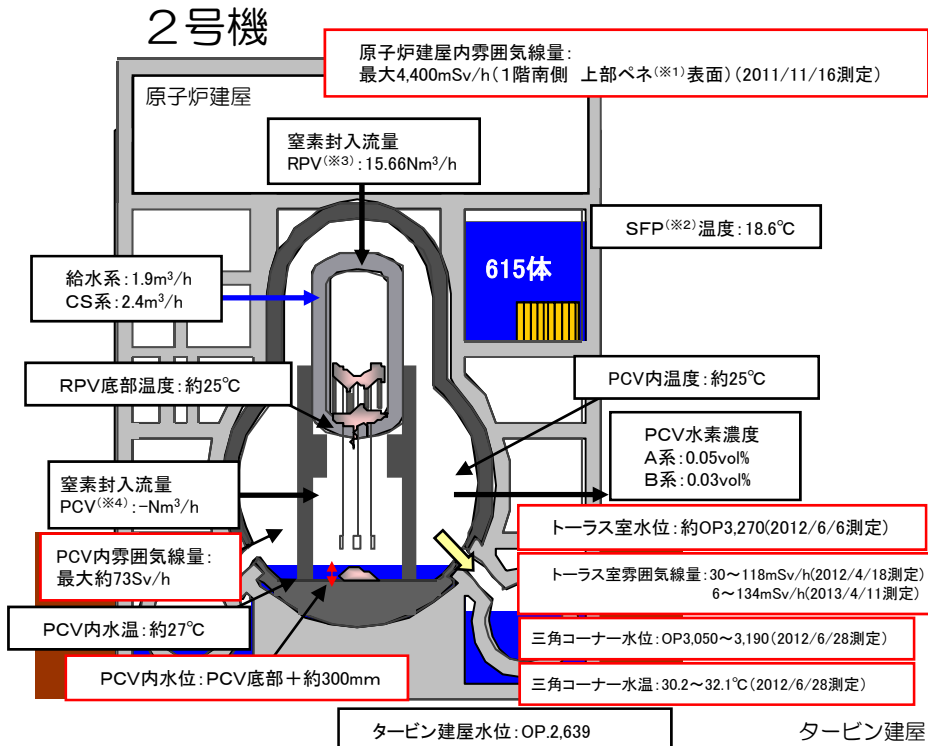 2号機
原子炉建屋内雰囲気線量：
最大4,400mSv/h（1階南側　上部ペネ(※1)表面）（2011/11/16測定）
原子炉建屋
窒素封入流量
RPV(※3)：15.66Nm³/h
SFP(※2)温度：18.6℃
615体
給水系：1.9m³/h
CS系：2.4m³/h
RPV底部温度：約25℃
PCV内温度：約25℃
PCV水素濃度
A系：0.05vol%
B系：0.03vol%
窒素封入流量
PCV(※4)：-Nm³/h
トーラス室水位：約OP3,270（2012/6/6測定）
PCV内雰囲気線量：
最大約73Sv/h
トーラス室雰囲気線量：30～118mSv/h(2012/4/18測定）
6～134mSv/h(2013/4/11測定）
PCV内水温：約27℃
三角コーナー水位：OP3,050～3,190（2012/6/28測定）
PCV内水位：PCV底部＋約300mm
三角コーナー水温：30.2～32.1℃（2012/6/28測定）
タービン建屋水位：OP.2,639
タービン建屋